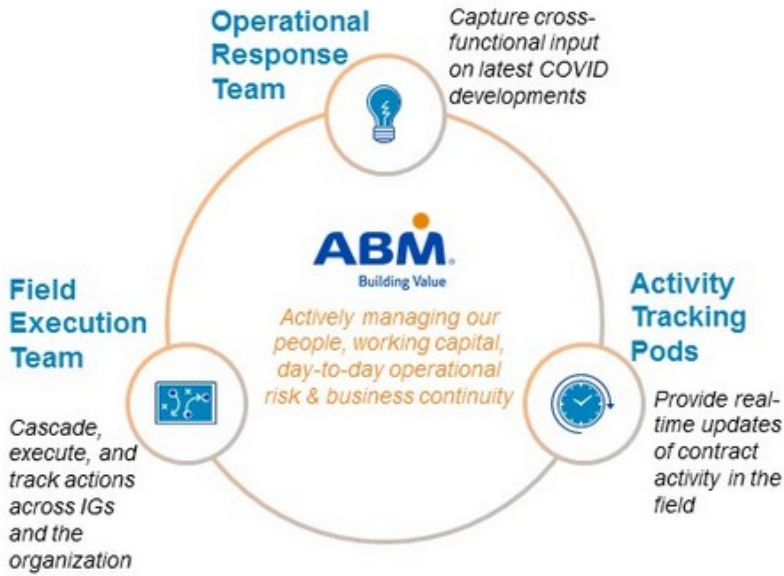 Operational
Response
Team
Capture cross-
functional input
on latest COVID
developments
ABM
Building Value
Actively managing our
people, working capital,
day-to-day operational
risk & business continuity
Field
Execution
Team
Cascade,
execute, and
track actions
across IGs
and the
organization
Activity
Tracking
Pods
Provide real-
time updates
of contract
activity in the
field